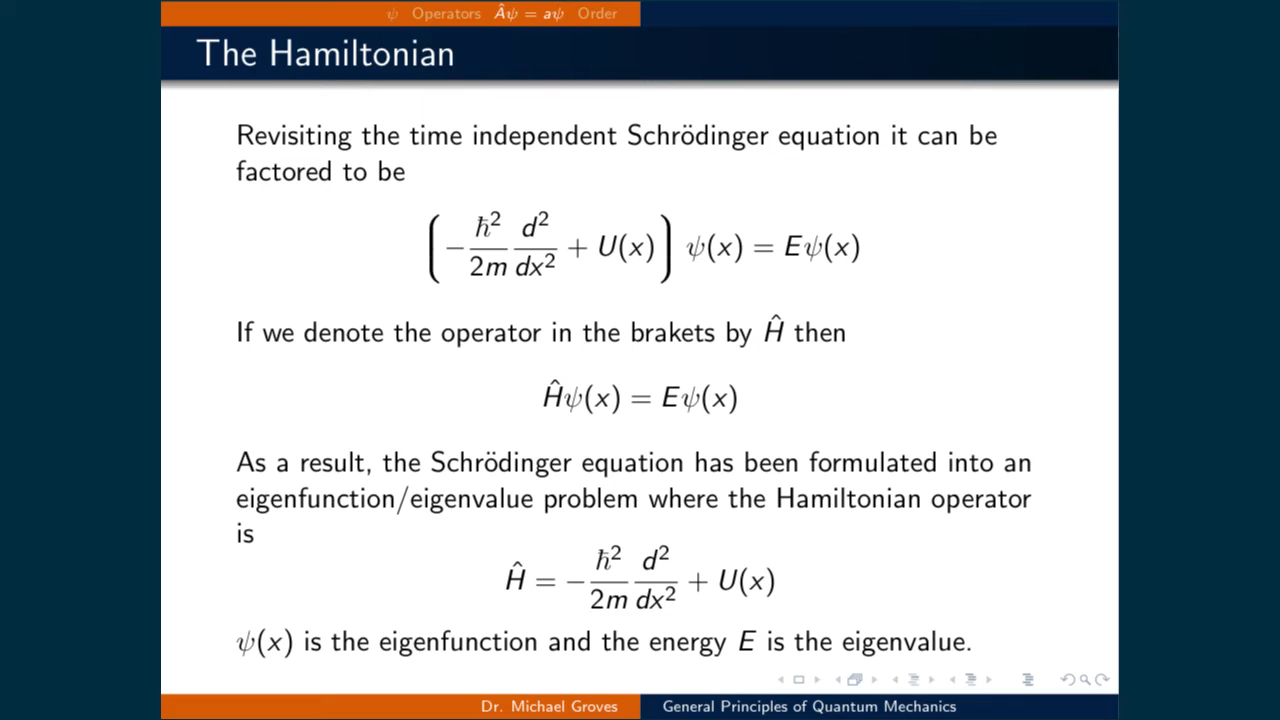 ψ Operators Âψ = aψ Order
The Hamiltonian
Revisiting the time independent Schrödinger equation it can be
factored to be
(−ℏ²/2m d²/dx² + U(x)) ψ(x) = Eψ(x)
If we denote the operator in the brakets by Ĥ then
Ĥψ(x) = Eψ(x)
As a result, the Schrödinger equation has been formulated into an
eigenfunction/eigenvalue problem where the Hamiltonian operator
is
Ĥ = −ℏ²/2m d²/dx² + U(x)
ψ(x) is the eigenfunction and the energy E is the eigenvalue.
Dr. Michael Groves General Principles of Quantum Mechanics